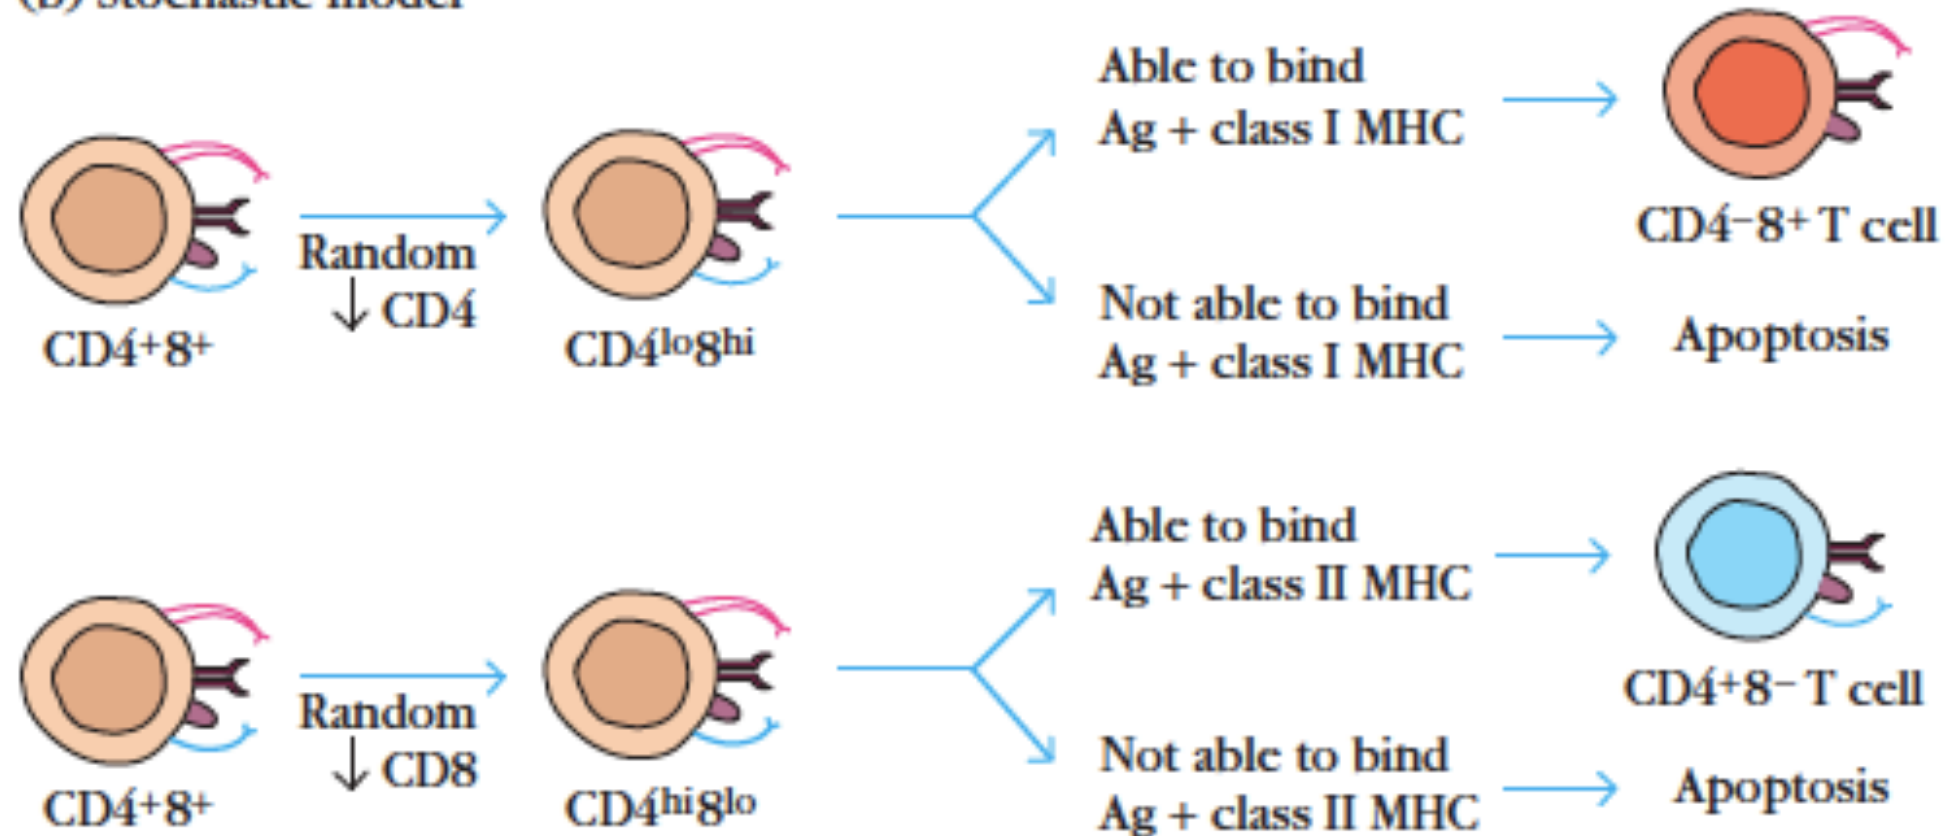 (b) Stochastic model
Able to bind
Ag + class I MHC
CD4⁻8⁺ T cell
Random
↓ CD4
CD4⁺8⁺
CD4ˡᵒ8ʰⁱ
Not able to bind
Ag + class I MHC
Apoptosis
Able to bind
Ag + class II MHC
CD4⁺8⁻ T cell
Random
↓ CD8
CD4⁺8⁺
CD4ʰⁱ8ˡᵒ
Not able to bind
Ag + class II MHC
Apoptosis